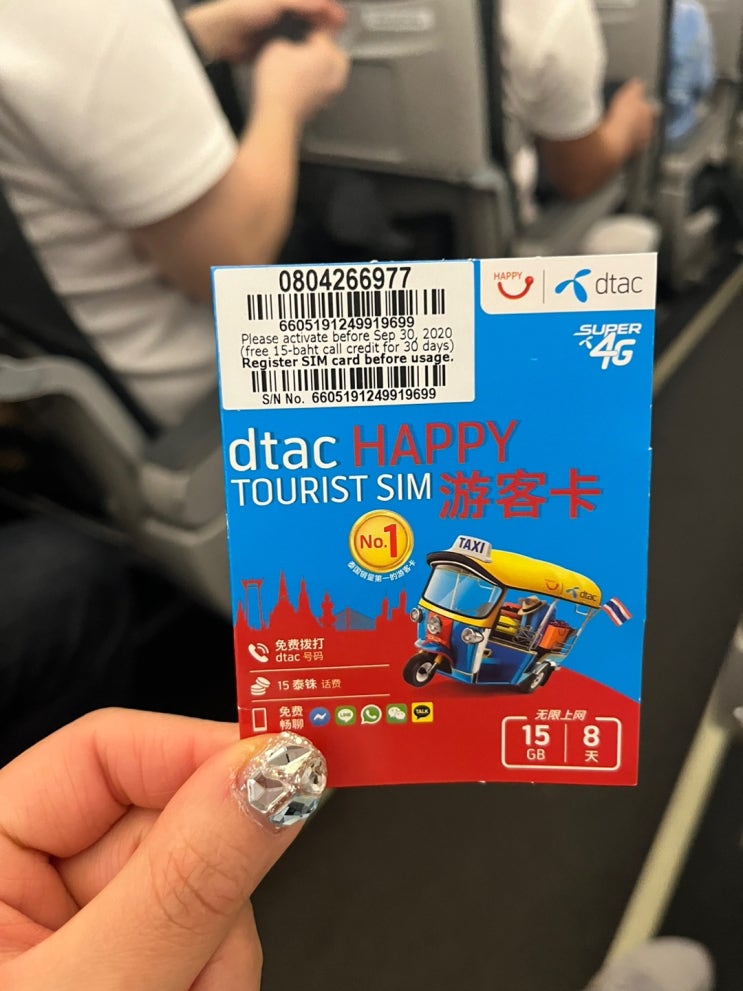 0804266977
6605191249919699
Please activate before Sep 30, 2020
(free 15-baht call credit for 30 days)
Register SIM card before usage.
S/N No. 6605191249919699
HAPPY
dtac
SUPER
4G
dtac HAPPY
TOURIST SIM 游客卡
No.1
TAXI
dtac
免费拨打
dtac 号码
15 泰铢 话费
免费
畅聊
LINE
TALK
无限上网
15 GB
8 天